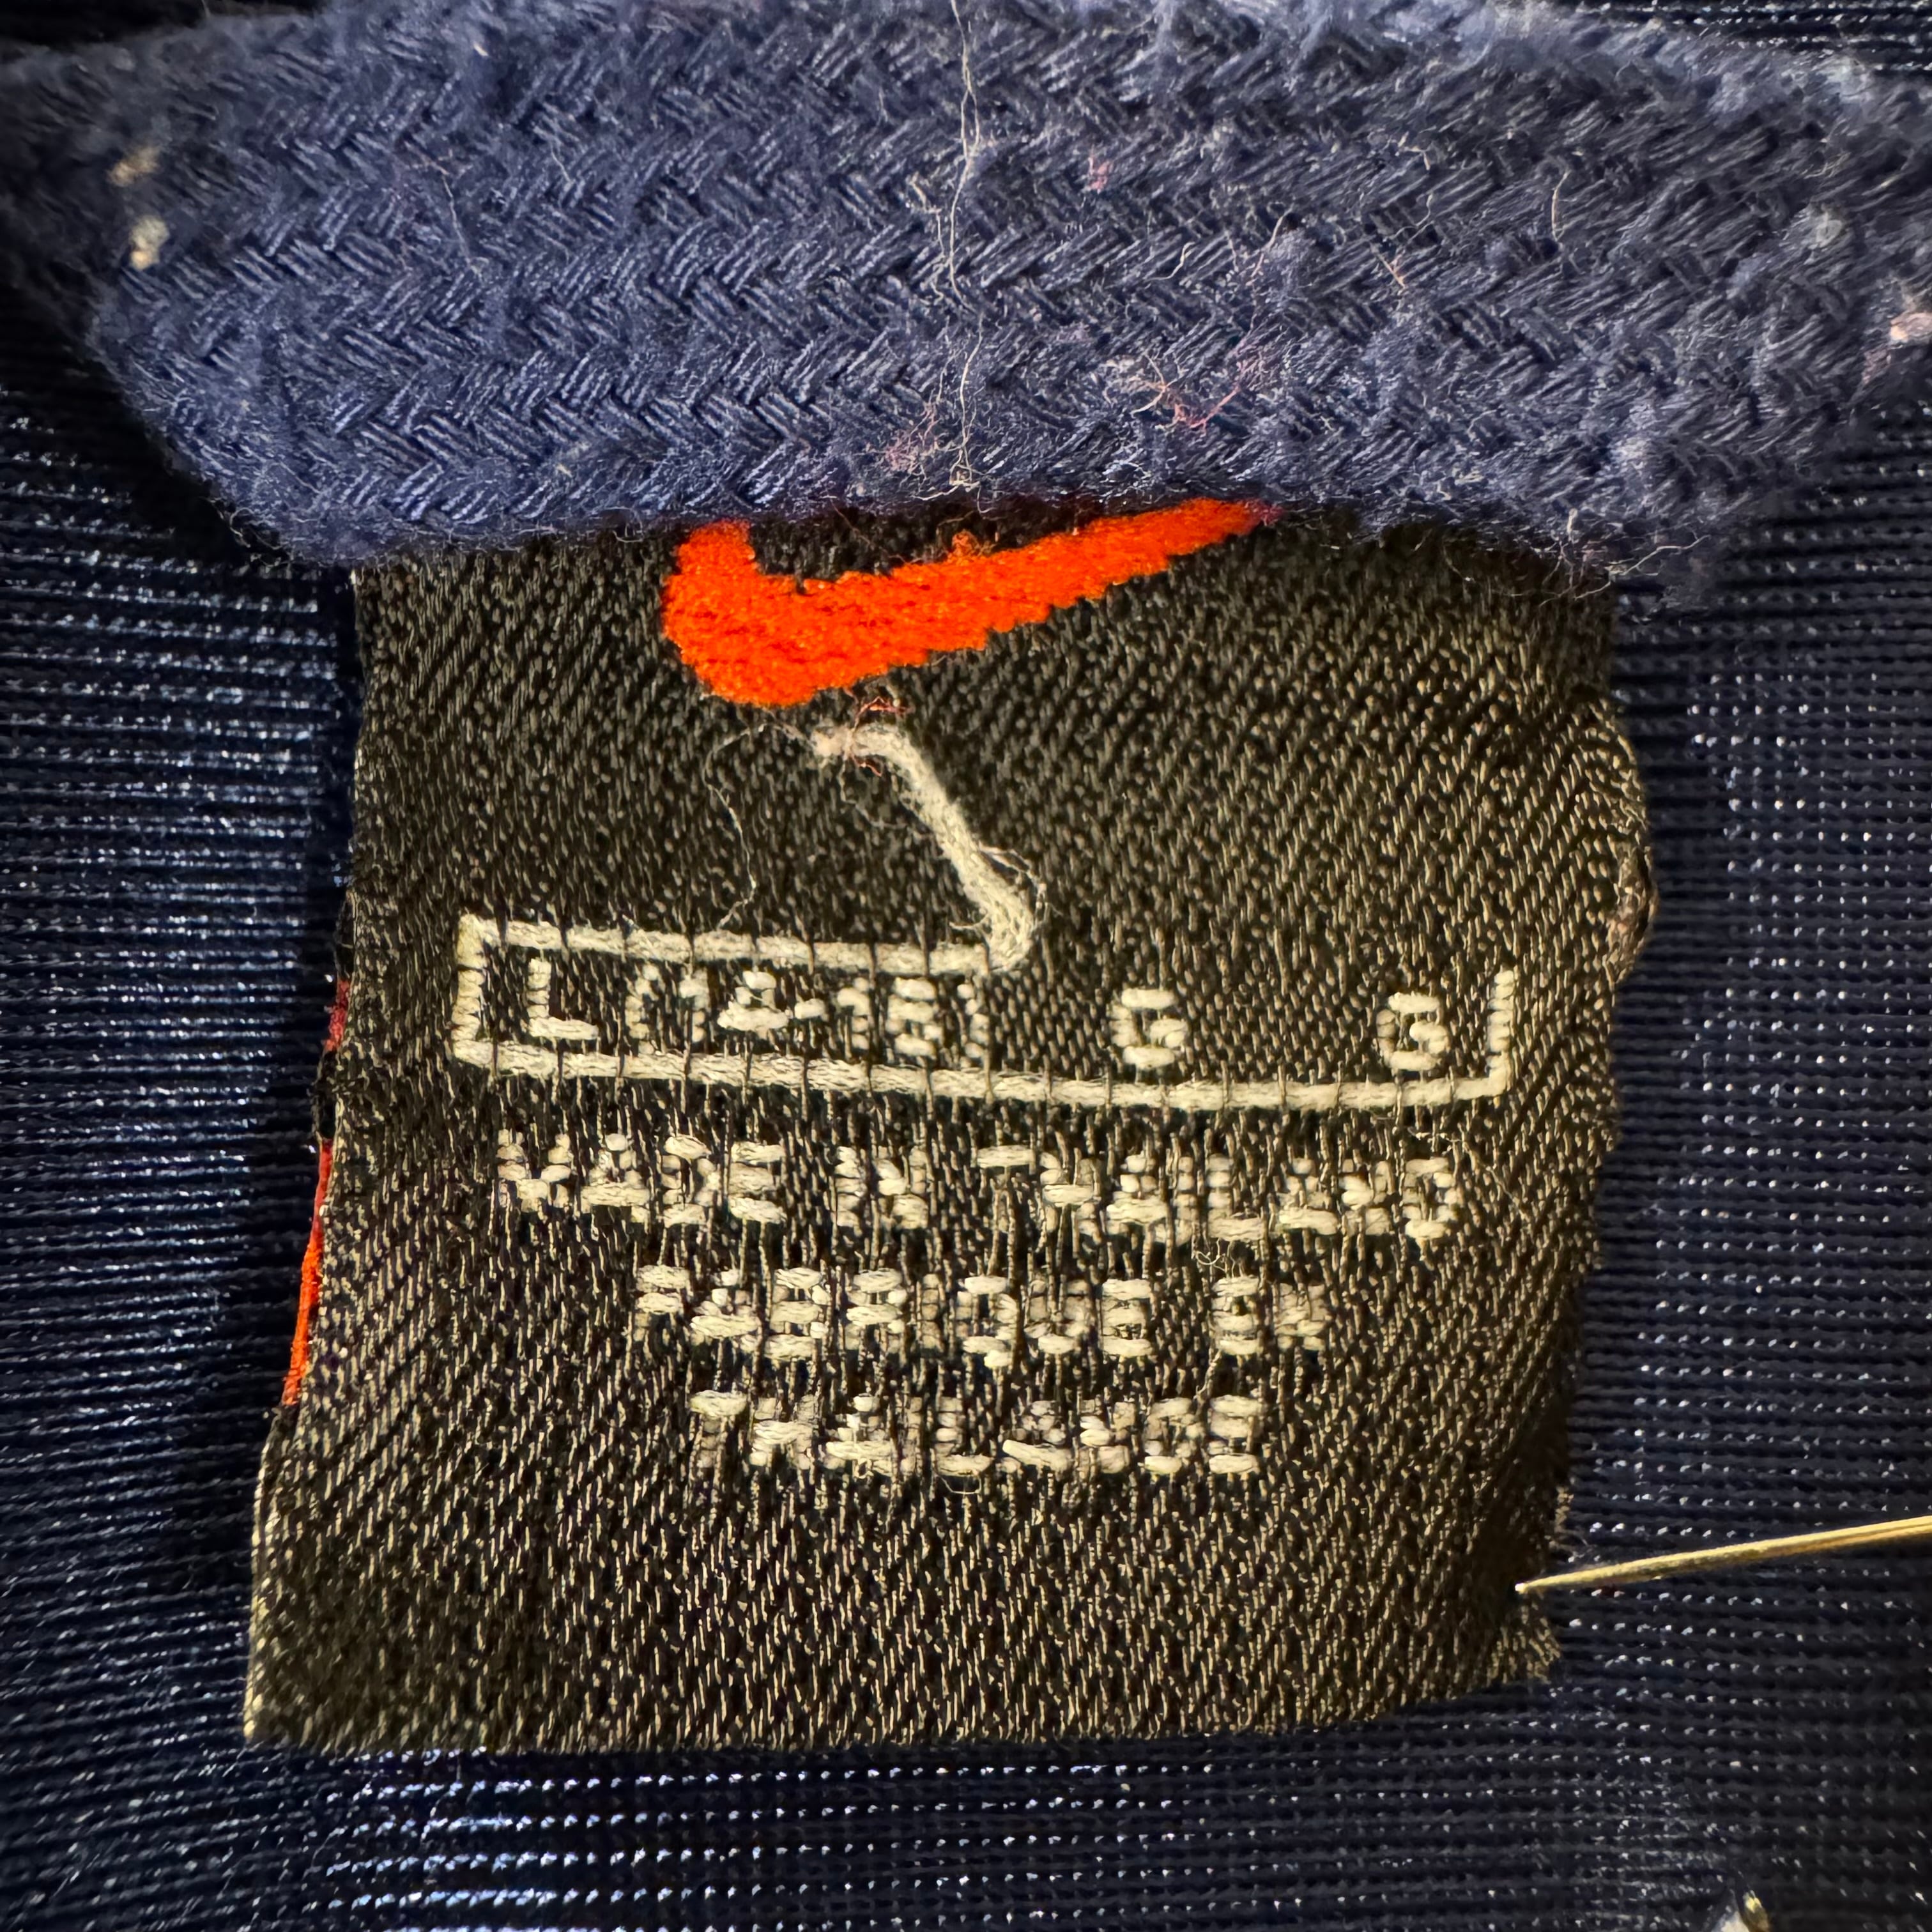 L (14-16) G G
MADE IN THAILAND
FABRIQUE EN
THAILANDE